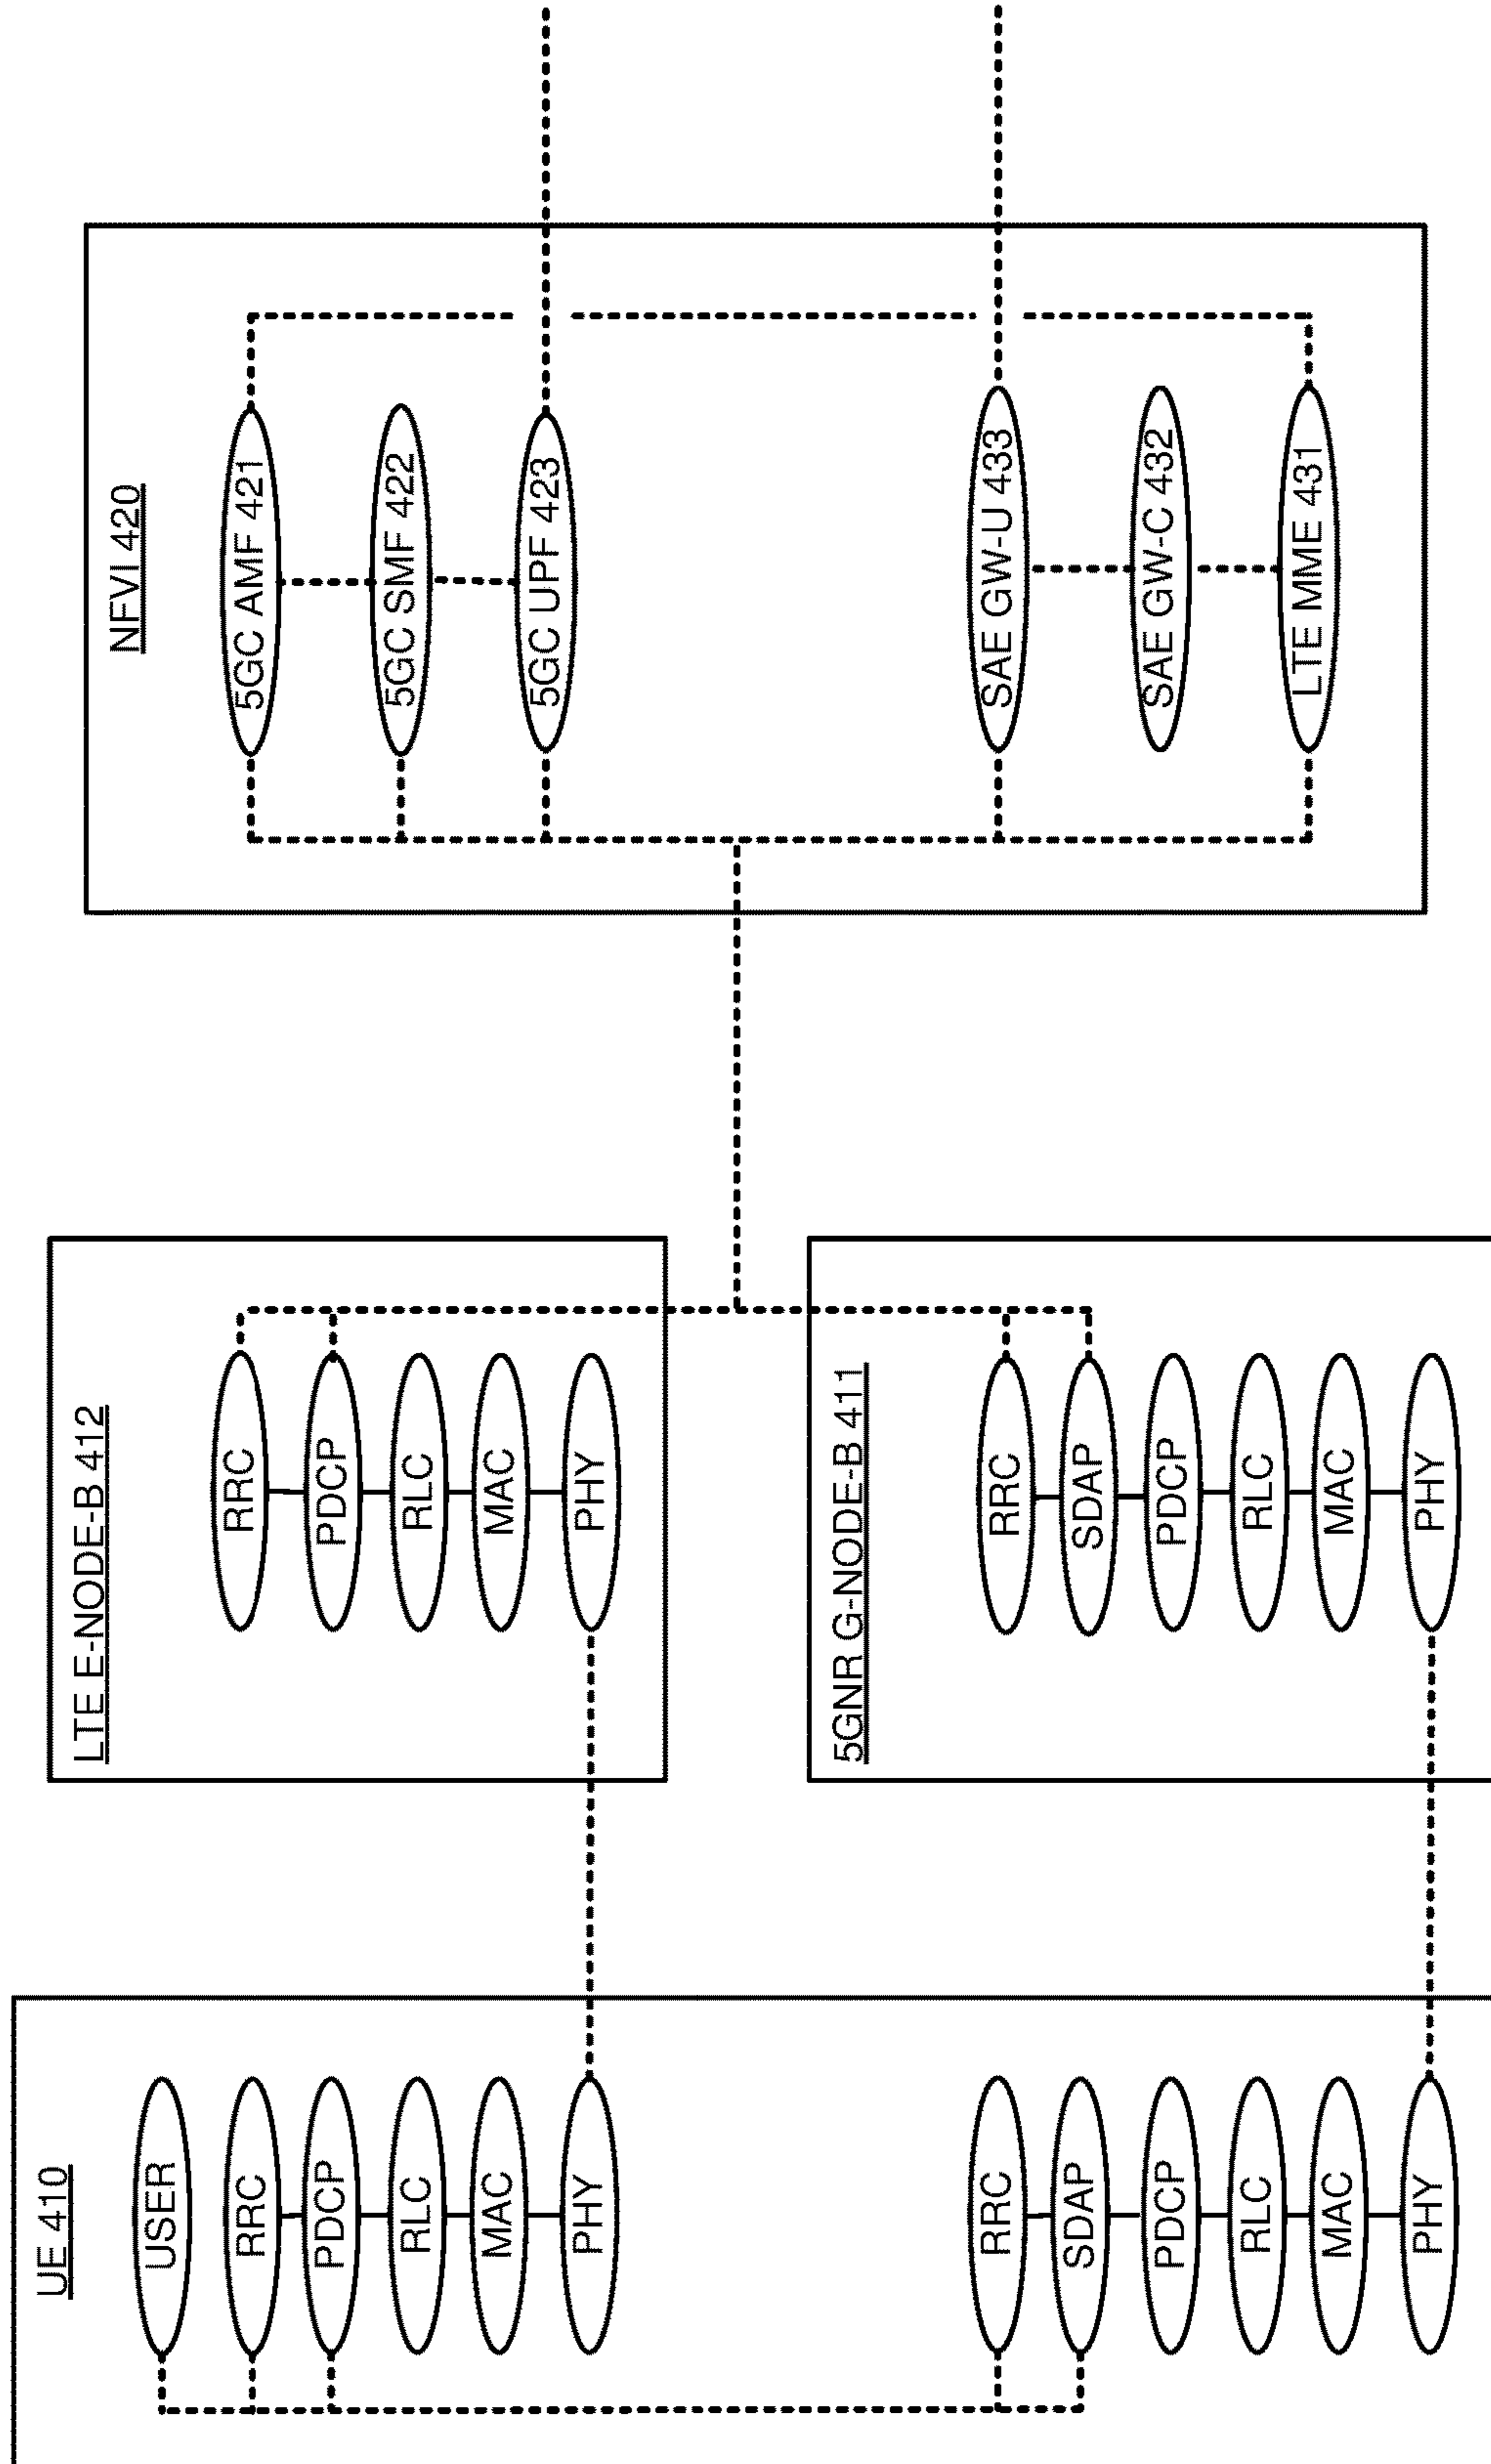 UE 410
USER
RRC
PDCP
RLC
MAC
PHY
RRC
SDAP
PDCP
RLC
MAC
PHY
LTE E-NODE-B 412
RRC
PDCP
RLC
MAC
PHY
5GNR G-NODE-B 411
RRC
SDAP
PDCP
RLC
MAC
PHY
NFVI 420
5GC AMF 421
5GC SMF 422
5GC UPF 423
SAE GW-U 433
SAE GW-C 432
LTE MME 431